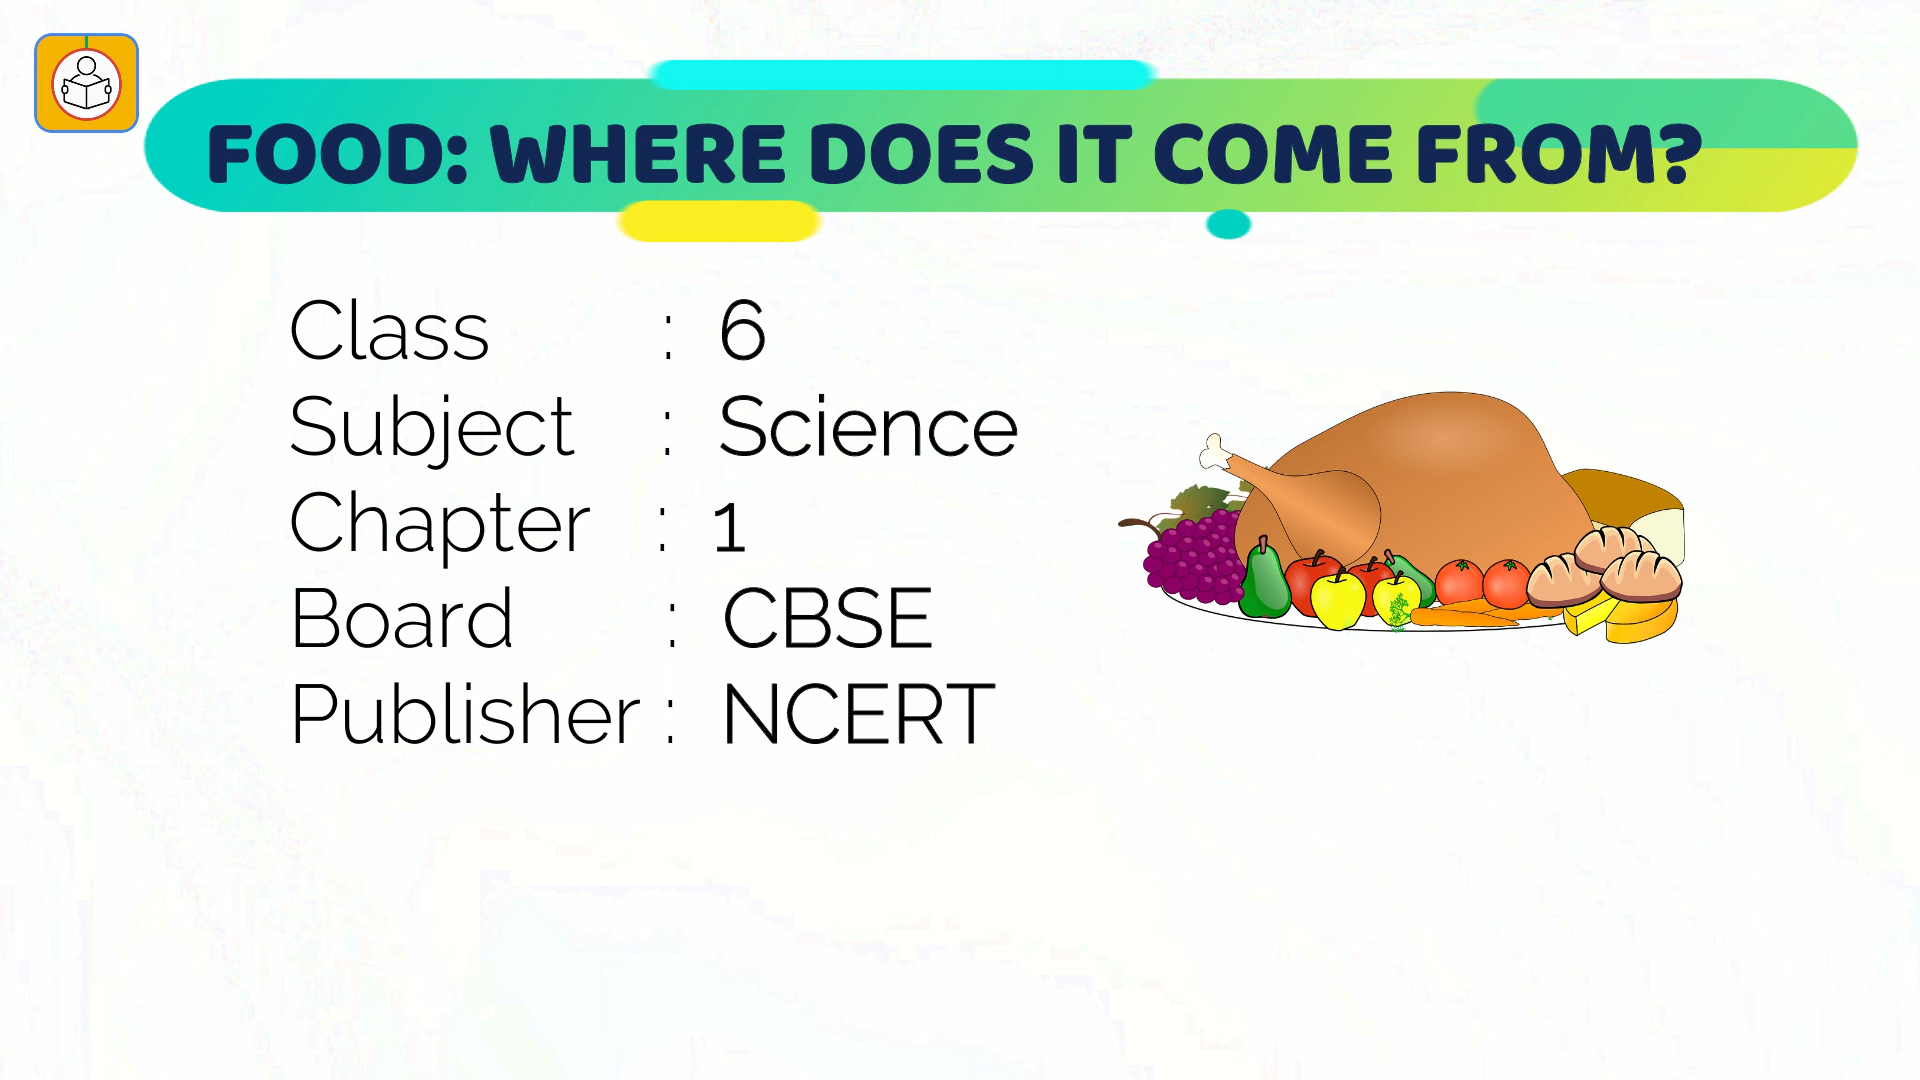 FOOD: WHERE DOES IT COME FROM?
Class : 6
Subject : Science
Chapter : 1
Board : CBSE
Publisher : NCERT